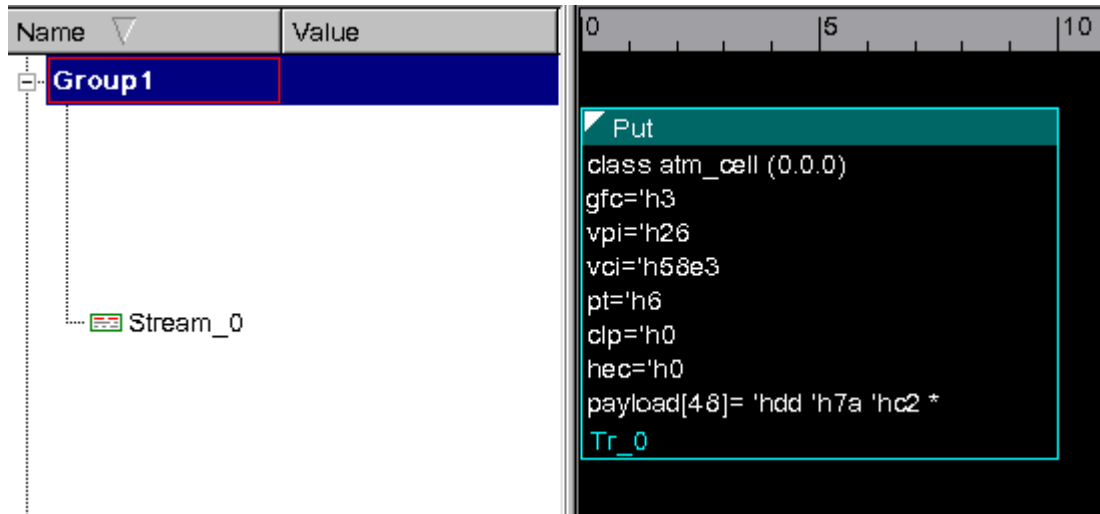 Name Value
0 5 10
Group1
Put
class atm_cell (0.0.0)
gfc='h3
vpi='h26
vci='h58e3
pt='h6
Stream_0
clp='h0
hec='h0
payload[48]= 'hdd 'h7a 'hc2 *
Tr_0